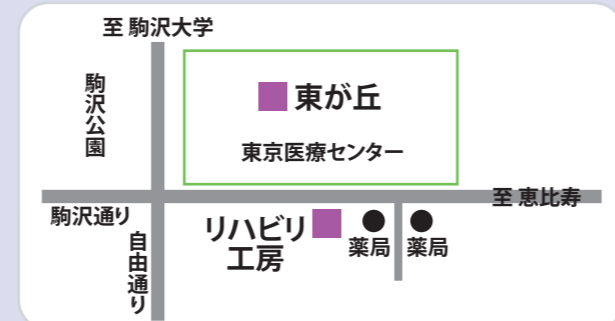 至 駒沢大学
駒沢公園
東が丘
東京医療センター
至 恵比寿
駒沢通り
自由通り
リハビリ
工房
薬局
薬局